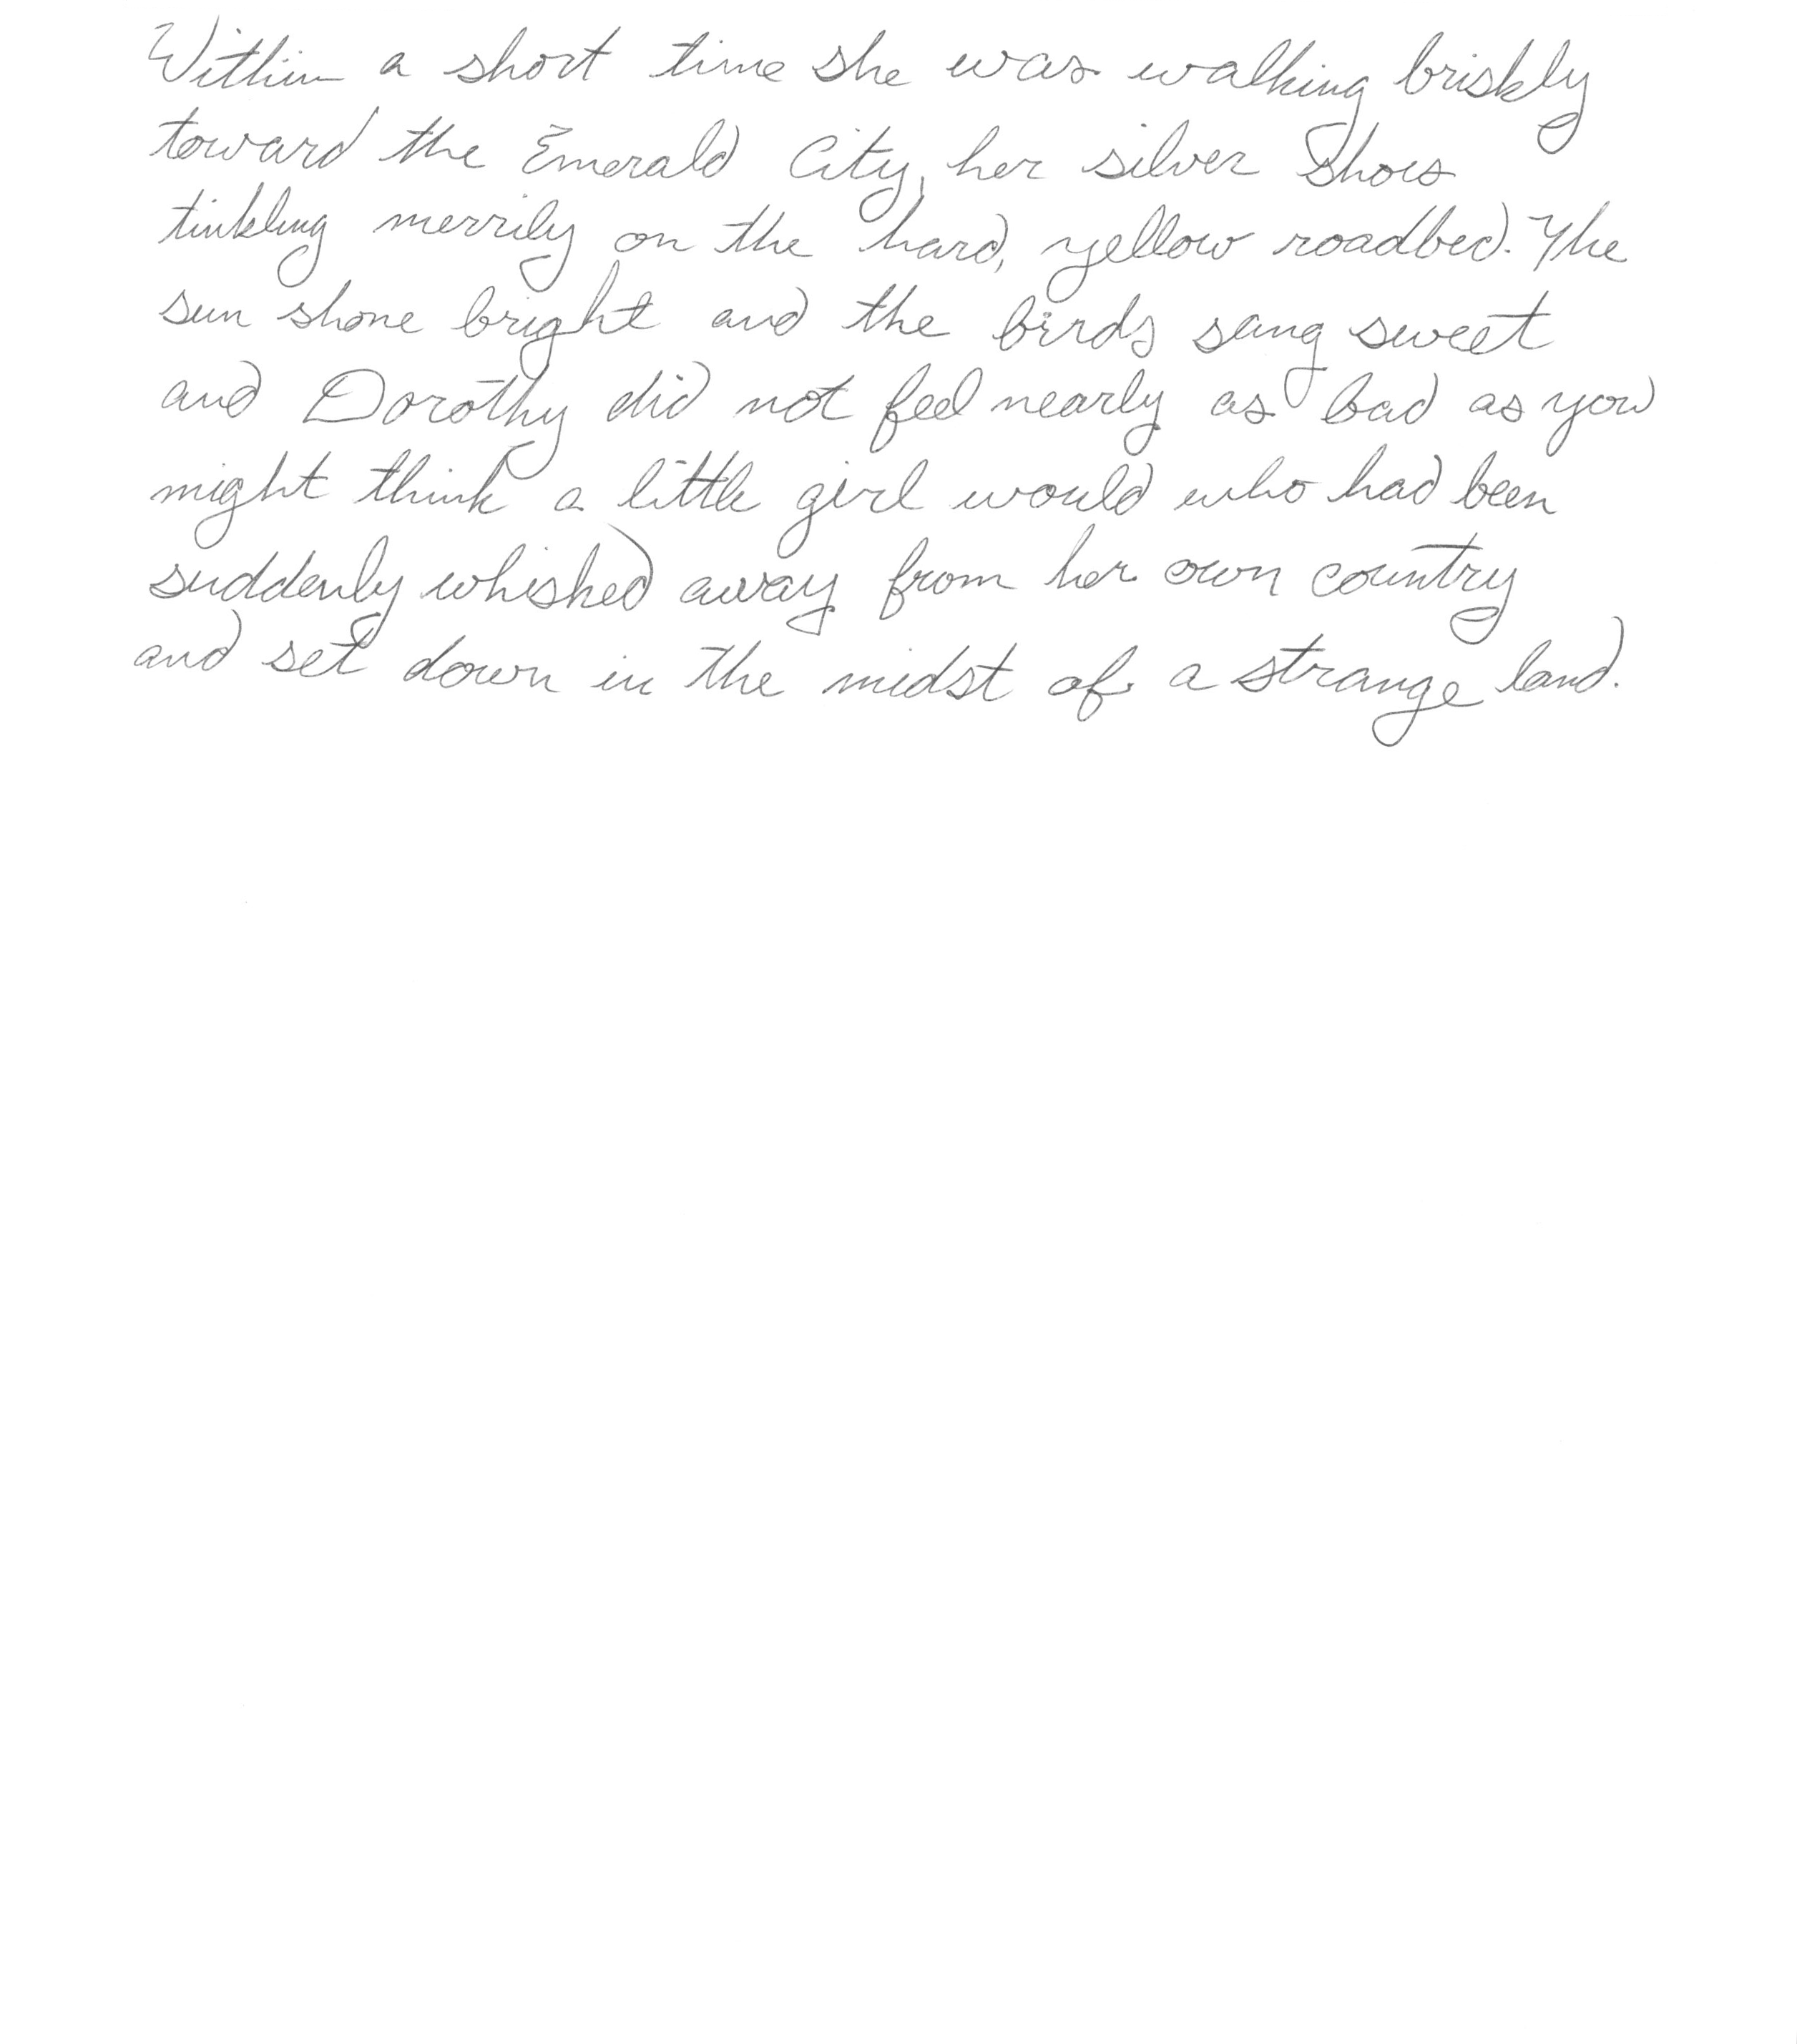 Within a short time she was walking briskly
toward the Emerald City, her silver Shoes
tinkling merrily on the hard, yellow roadbed. The
sun shone bright and the birds sang sweet
and Dorothy did not feel nearly as bad as you
might think a little girl would who had been
suddenly whisked away from her own country
and set down in the midst of a strange land.